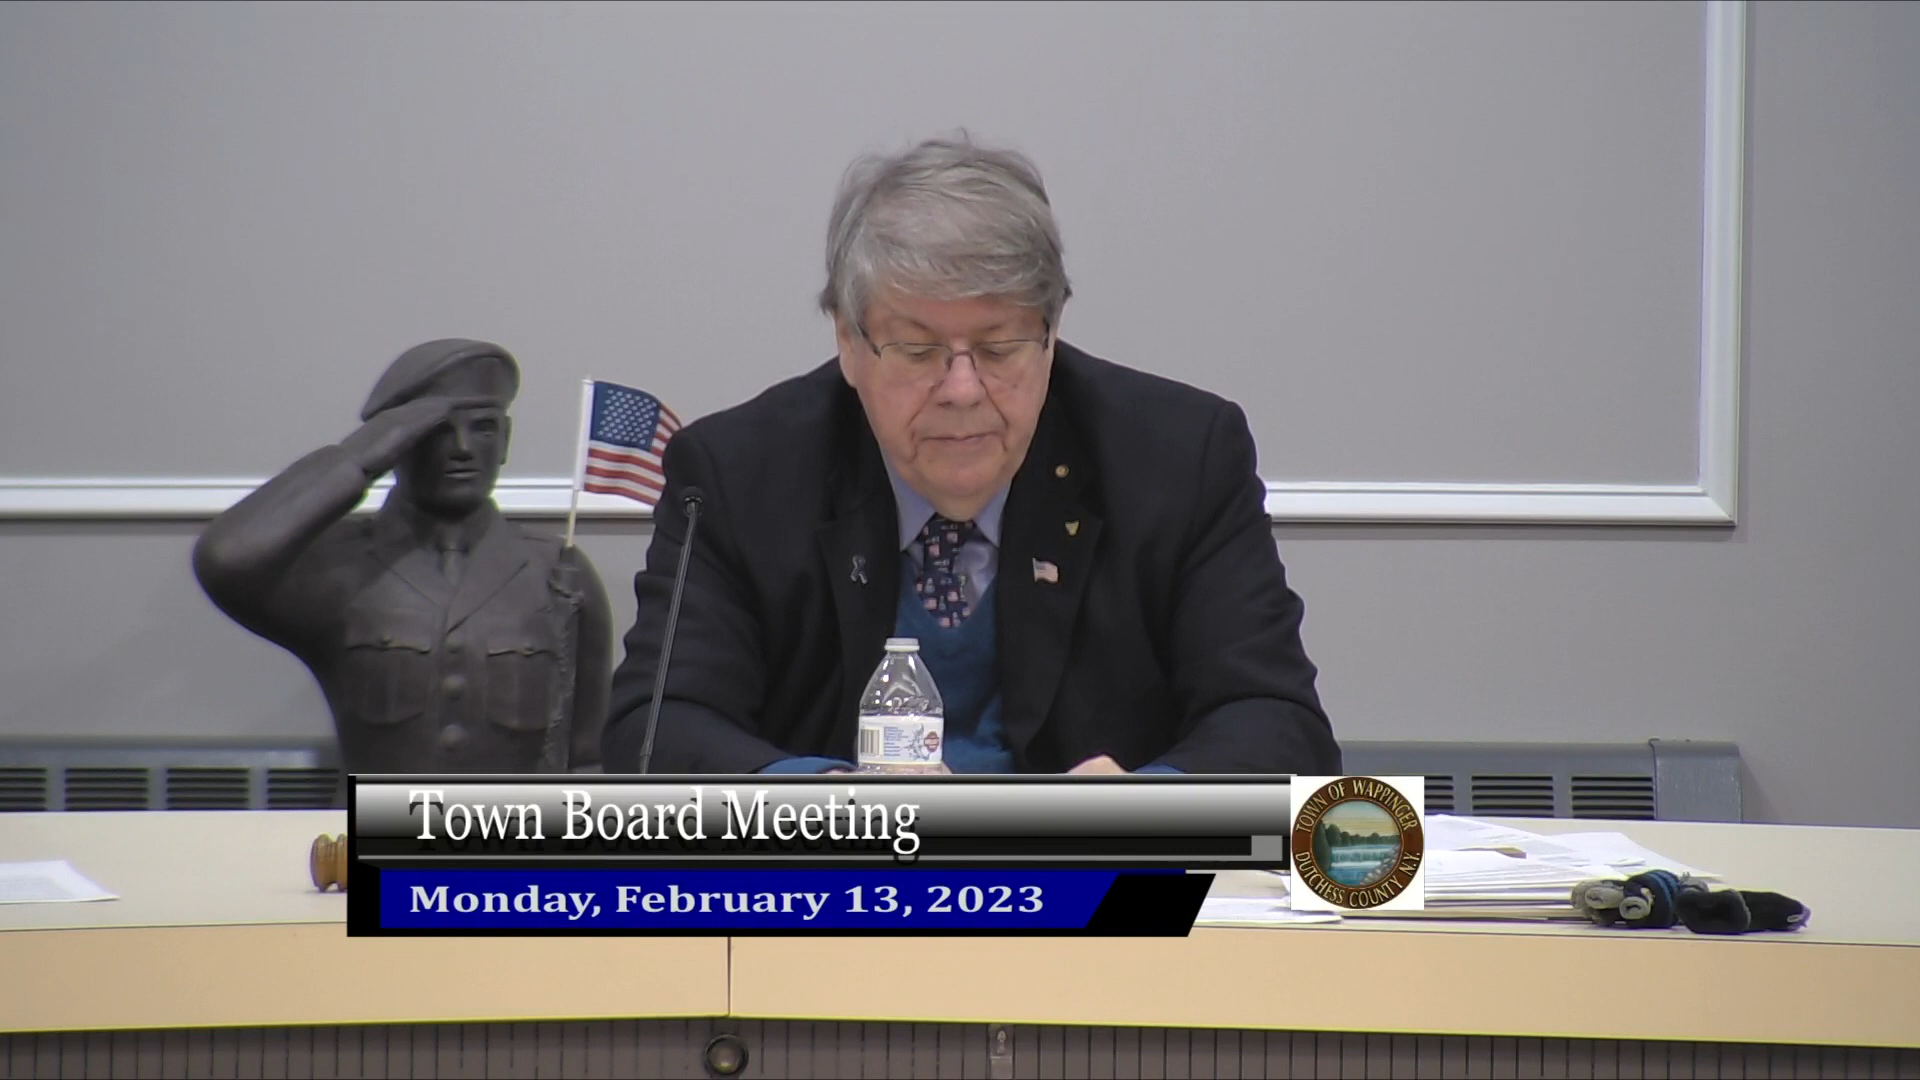 Town Board Meeting
Monday, February 13, 2023
TOWN OF WAPPINGER
DUTCHESS COUNTY N.Y.